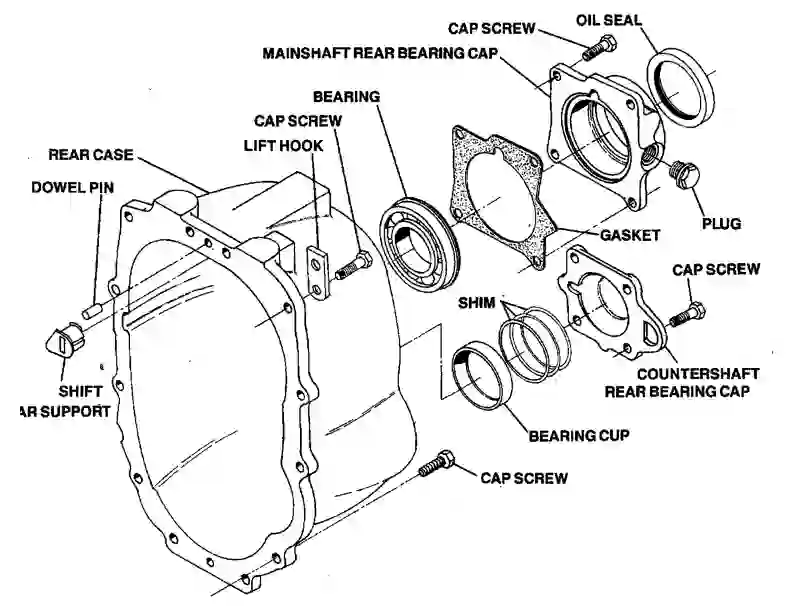 OIL SEAL
CAP SCREW
MAINSHAFT REAR BEARING CAP
BEARING
CAP SCREW
LIFT HOOK
REAR CASE
DOWEL PIN
PLUG
GASKET
CAP SCREW
SHIM
COUNTERSHAFT
REAR BEARING CAP
SHIFT
AR SUPPORT
BEARING CUP
CAP SCREW